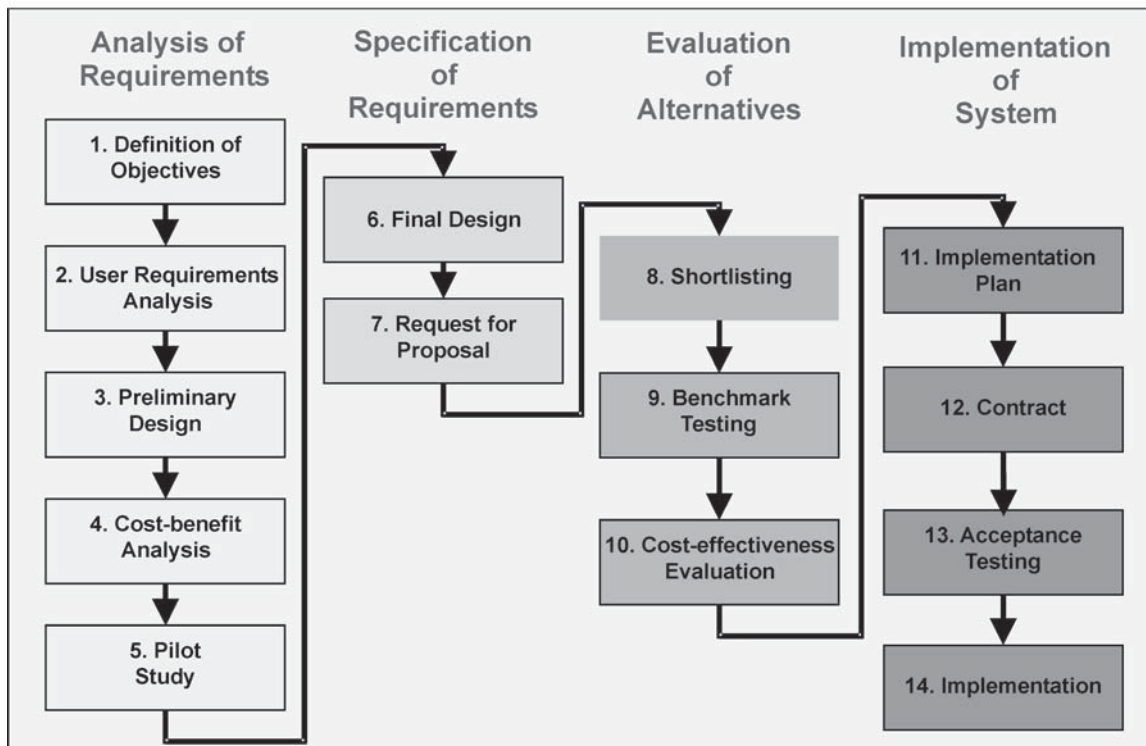 Analysis of
Requirements
1. Definition of
Objectives
2. User Requirements
Analysis
3. Preliminary
Design
4. Cost-benefit
Analysis
5. Pilot
Study
Specification
of
Requirements
6. Final Design
7. Request for
Proposal
Evaluation
of
Alternatives
8. Shortlisting
9. Benchmark
Testing
10. Cost-effectiveness
Evaluation
Implementation
of
System
11. Implementation
Plan
12. Contract
13. Acceptance
Testing
14. Implementation